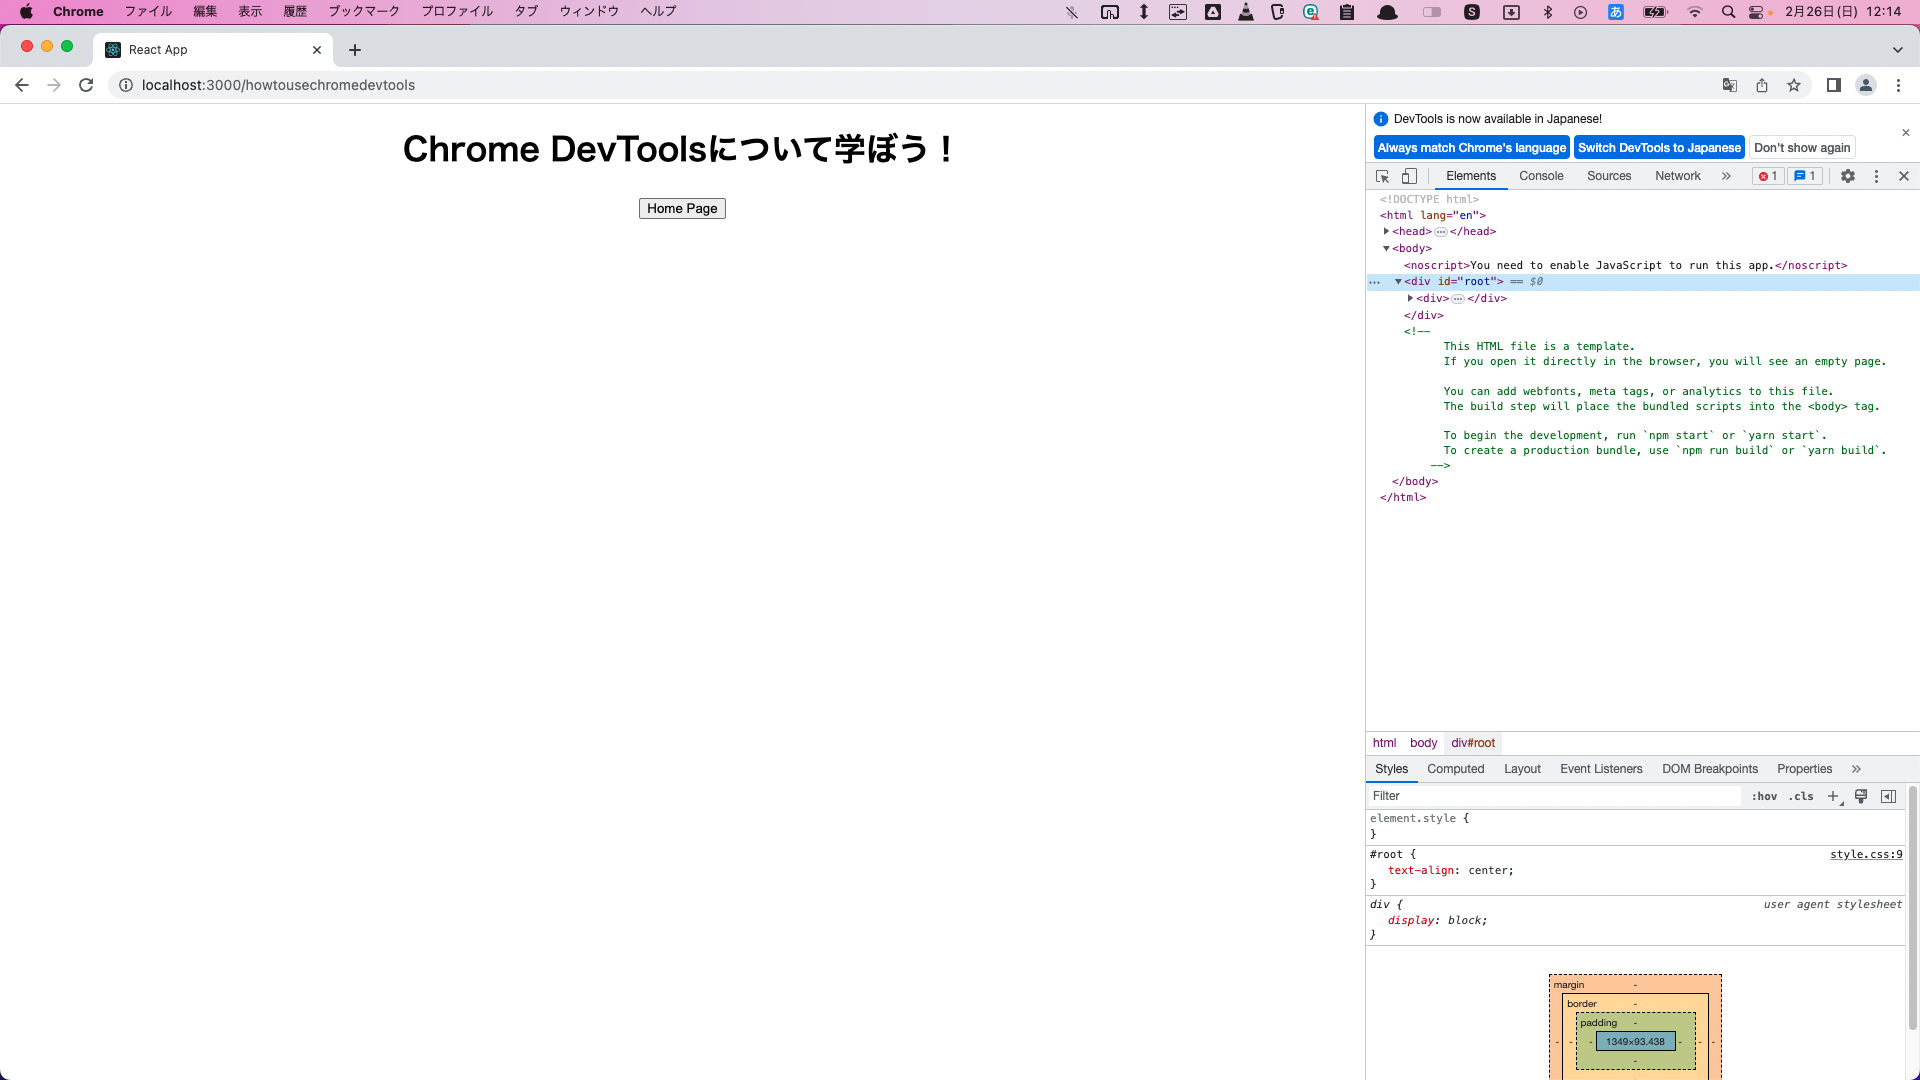 Chrome ファイル 編集 表示 履歴 ブックマーク プロファイル タブ ウィンドウ ヘルプ あ 2月26日(日) 12:14
React App
localhost:3000/howtousechromedevtools
Chrome DevToolsについて学ぼう！
Home Page
DevTools is now available in Japanese!
Always match Chrome's language Switch DevTools to Japanese Don't show again
Elements Console Sources Network » 1 1
<!DOCTYPE html>
<html lang="en">
<head>…</head>
<body>
<noscript>You need to enable JavaScript to run this app.</noscript>
… <div id="root"> == $0
<div>…</div>
</div>
<!--
This HTML file is a template.
If you open it directly in the browser, you will see an empty page.
You can add webfonts, meta tags, or analytics to this file.
The build step will place the bundled scripts into the <body> tag.
To begin the development, run `npm start` or `yarn start`.
To create a production bundle, use `npm run build` or `yarn build`.
-->
</body>
</html>
html body div#root
Styles Computed Layout Event Listeners DOM Breakpoints Properties »
Filter :hov .cls +
element.style {
}
#root { style.css:9
text-align: center;
}
div { user agent stylesheet
display: block;
}
margin -
border -
padding -
- - - 1349×93.438 - - -
-